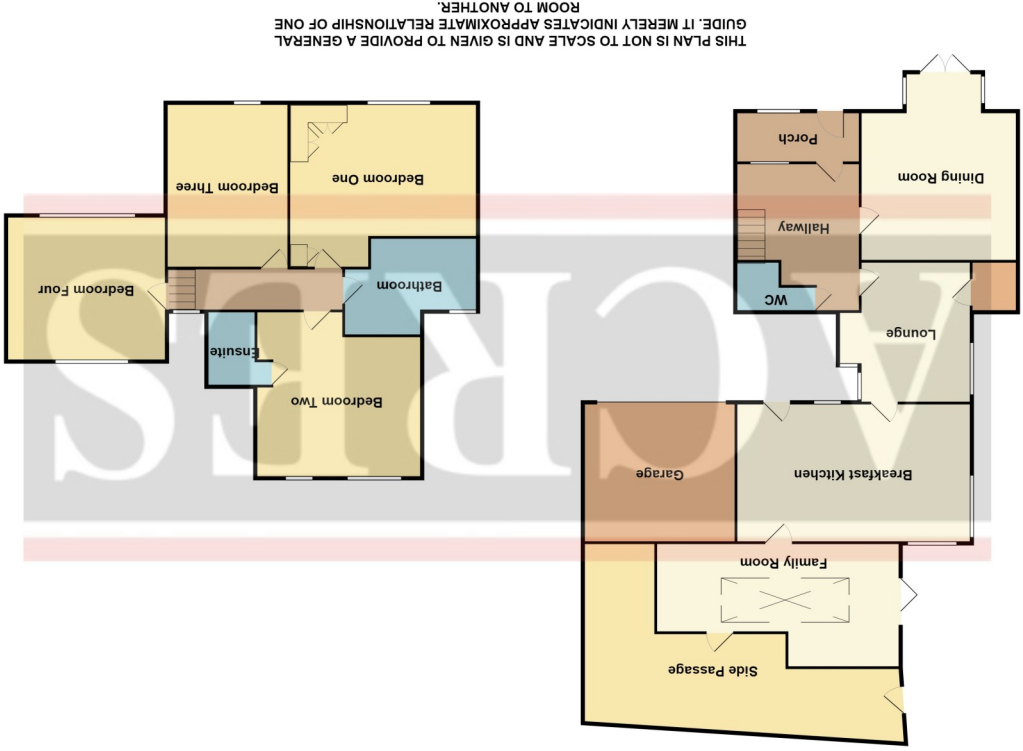 THIS PLAN IS NOT TO SCALE AND IS GIVEN TO PROVIDE A GENERAL
GUIDE. IT MERELY INDICATES APPROXIMATE RELATIONSHIP OF ONE
ROOM TO ANOTHER.
Side Passage
Family Room
Garage
Breakfast Kitchen
Lounge
WC
Hallway
Porch
Dining Room
Bedroom Two
Ensuite
Bathroom
Bedroom Four
Bedroom Three
Bedroom One
ACRES